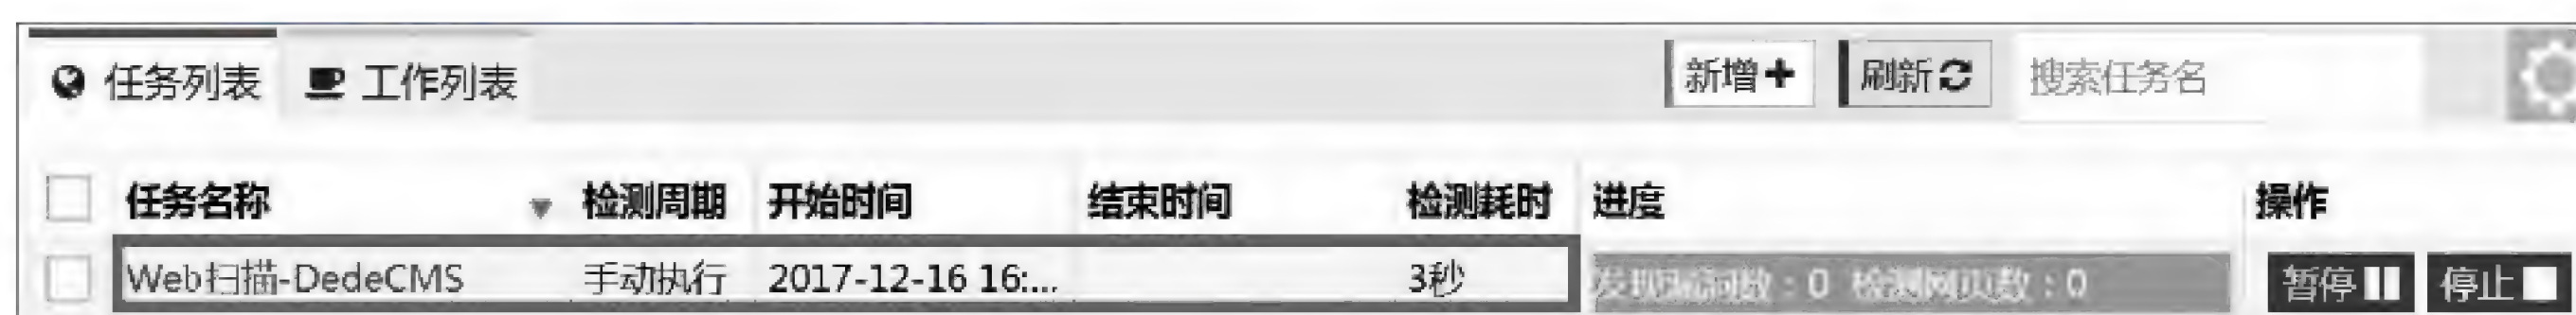 任务列表 工作列表 新增 刷新 搜索任务名
任务名称 检测周期 开始时间 结束时间 检测耗时 进度 操作
Web扫描-DedeCMS 手动执行 2017-12-16 16:... 3秒 发现漏洞数：0 检测网页数：0 暂停 停止